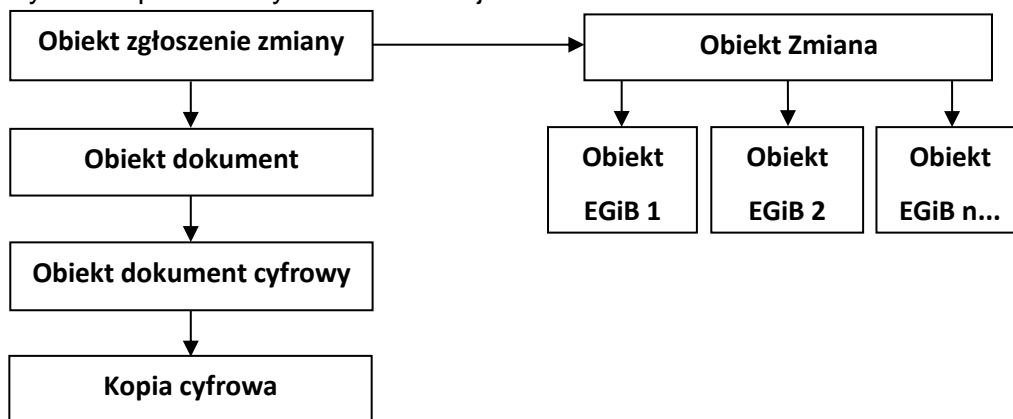 Obiekt zgłoszenie zmiany
Obiekt Zmiana
Obiekt dokument
Obiekt
EGiB 1
Obiekt
EGiB 2
Obiekt
EGiB n...
Obiekt dokument cyfrowy
Kopia cyfrowa